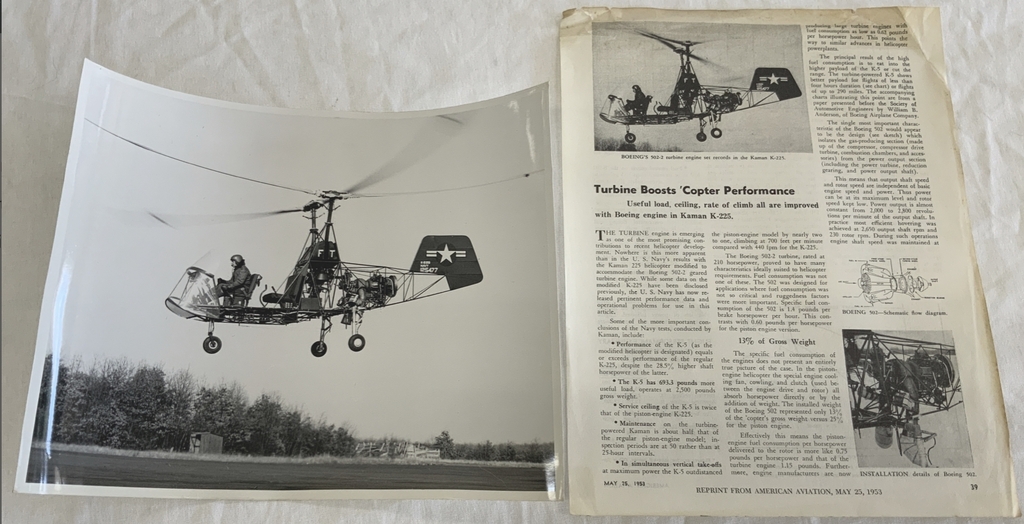 FT
125477
BOEING'S 502-2 turbine engine set records in the Kaman K-225.
Turbine Boosts 'Copter Performance
Useful load, ceiling, rate of climb all are improved
with Boeing engine in Kaman K-225.
THE TURBINE engine is emerging
as one of the most promising con-
tributions to recent helicopter devel
opment. Nowhere is this more apparent
than in the U. S. Navy's results with
the Kaman 225 helicopter modified to
accommodate the Boeing 502-2 geared
turbine engine. While some data on the
modified K-225 have been disclosed
previously, the U. S. Navy has now re-
leased pertinent performance data and
operational problems for use in this
article.
Some of the more important con-
clusions of the Navy tests, conducted by
Kaman, include:
• Performance of the K-5 (as the
modified helicopter is designated) equals
or exceeds performance of the regular
K-225, despite the 28.5% higher shaft
horsepower of the latter.
• The K-5 has 693.3 pounds more
useful load, operates at 2,500 pounds
gross weight.
• Service ceiling of the K-5 is twice
that of the piston-engine K-225.
• Maintenance on the turbine-
powered Kaman is about half that of
the regular piston-engine model; in-
spection periods are at 50 rather than at
25-hour intervals.
• In simultaneous vertical take-offs
at maximum power the K-5 outdistanced
the piston-engine model by nearly two
to one, climbing at 700 feet per minute
compared with 440 fpm for the K-225.
The Boeing 502-2 turbine, rated at
210 horsepower, proved to have many
characteristics ideally suited to helicopter
requirements. Fuel consumption was not
one of these. The 502 was designed for
applications where fuel consumption was
not so critical and ruggedness factors
were more important. Specific fuel con-
sumption of the 502 is 1.4 pounds per
brake horsepower per hour. This con-
trasts with 0.60 pounds per horsepower
for the piston engine version.
13% of Gross Weight
The specific fuel consumption of
the engines does not present an entirely
true picture of the case. In the piston-
engine helicopter the special engine cool-
ing fan, cowling, and clutch (used be-
tween the engine drive and rotor) all
absorb horsepower directly or by the
addition of weight. The installed weight
of the Boeing 502 represented only 13%
of the 'copter's gross weight versus 25%
for the piston engine.
Effectively this means the piston-
engine fuel consumption per horsepower
delivered to the rotor is more like 0.75
pounds per horsepower and that of the
turbine engine 1.15 pounds. Further-
more, engine manufacturers are now
producing large turbine engines with
fuel consumption as low as 0.65 pounds
per horsepower hour. This points the
way to similar advances in helicopter
powerplants.
The principal result of the high
fuel consumption is to eat into the
higher payload of the K-5 or cut the
range. The turbine-powered K-5 shows
better payload for flights of less than
four hours duration (see chart) or flights
of up to 290 miles. The accompanying
charts illustrating this point are from a
paper presented before the Society of
Automotive Engineers by William R.
Anderson, of Boeing Airplane Company.
The single most important charac-
teristic of the Boeing 502 would appear
to be the design (see sketch) which
isolates the gas-producing section (made
up of the compressor, compressor drive
turbine, combustion chambers, and acces-
sories) from the power output section
(including the power turbine, reduction
gearing, and power output shaft).
This means that output shaft speed
and rotor speed are independent of basic
engine speed and power. Thus power
can be at its maximum level and rotor
speed kept low. Power output is almost
constant from 2,000 to 2,800 revolu-
tions per minute of the output shaft. In
practice most efficient hovering was
achieved at 2,650 output shaft rpm and
230 rotor rpm. During such operations
engine shaft speed was maintained at
BOEING 502—Schematic flow diagram.
INSTALLATION details of Boeing 502.
MAY 25, 1953
39
REPRINT FROM AMERICAN AVIATION, MAY 25, 1953